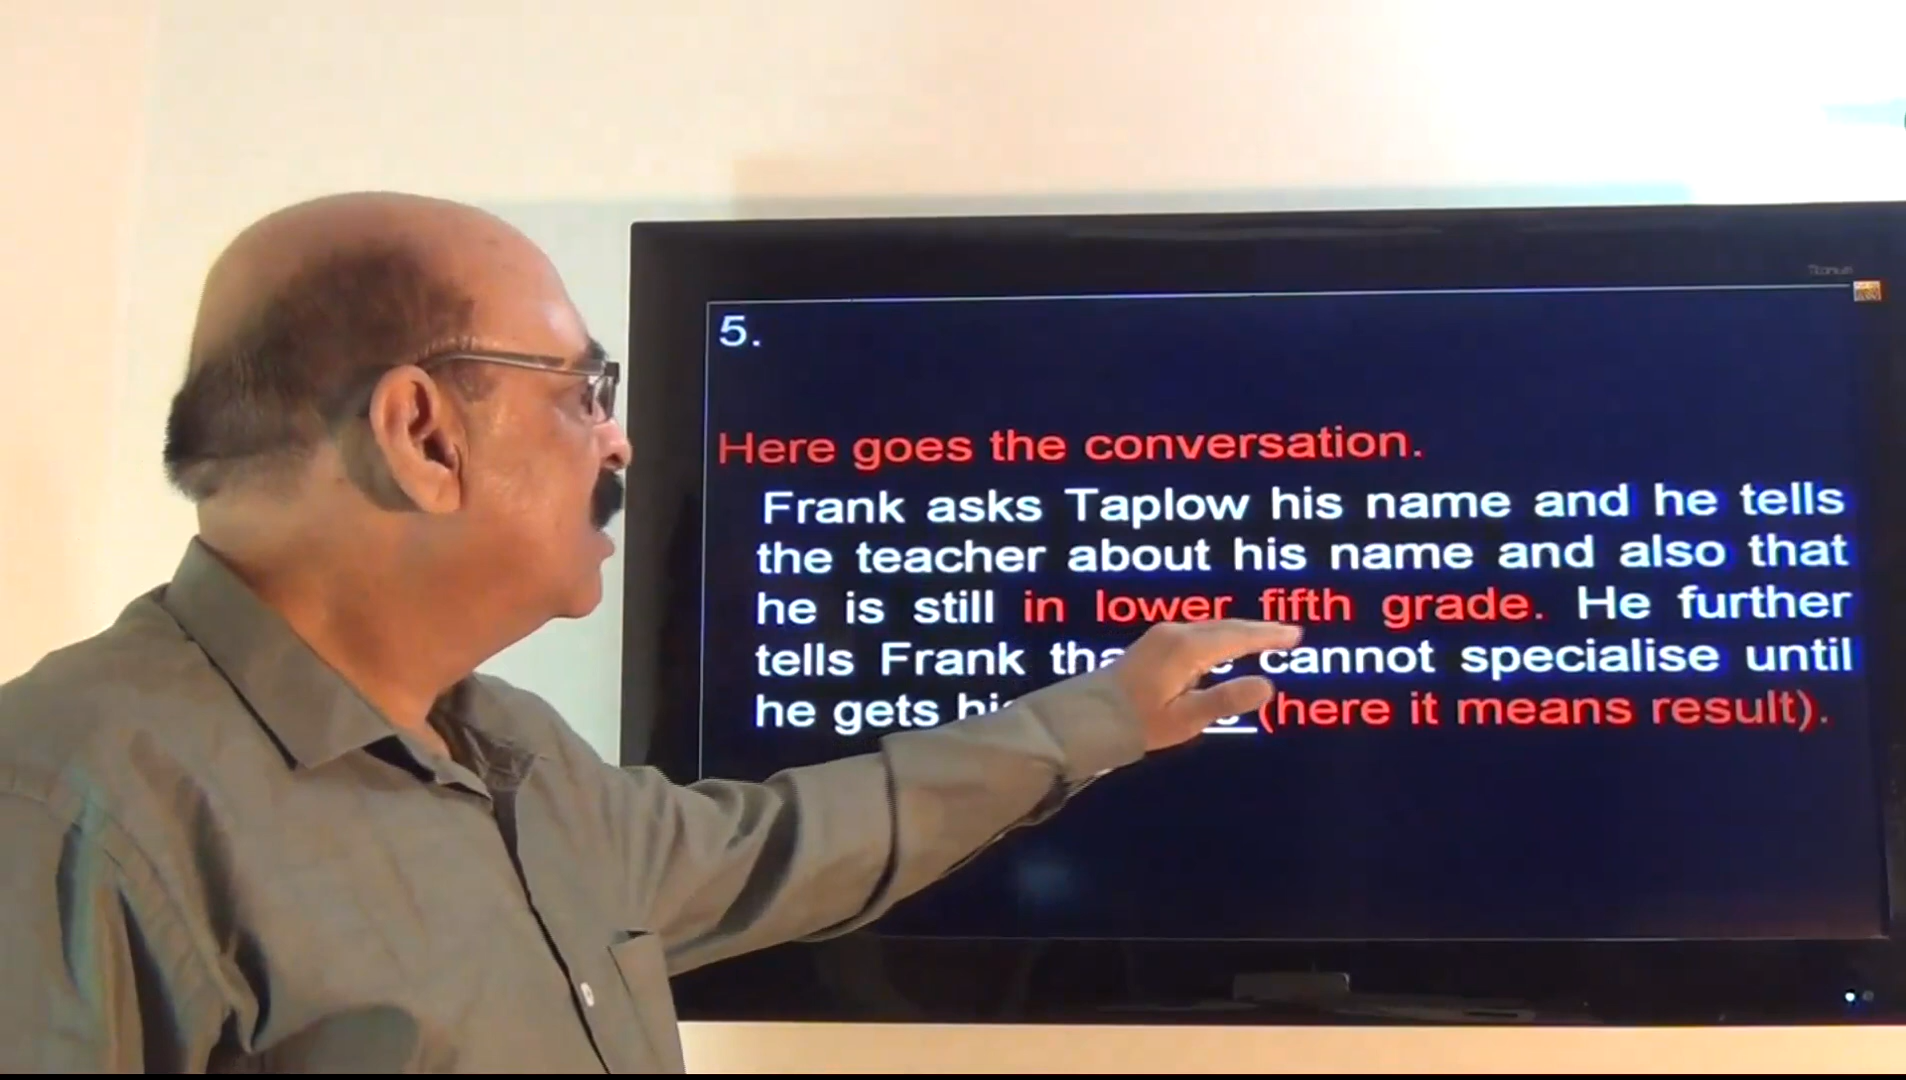 5.
Here goes the conversation.
Frank asks Taplow his name and he tells
the teacher about his name and also that
he is still in lower fifth grade. He further
tells Frank cannot specialise until
he gets (here it means result).